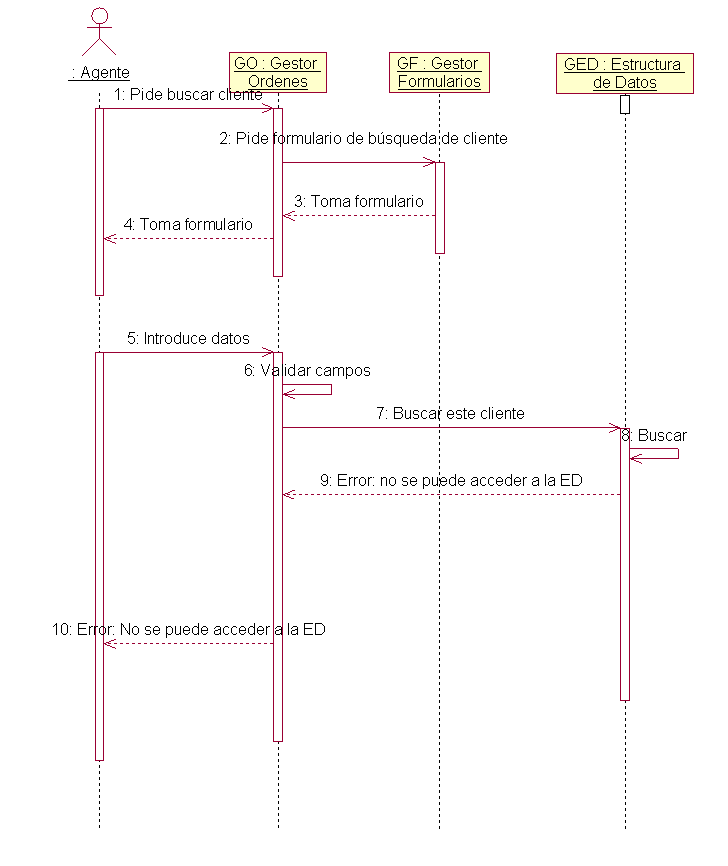 : Agente
GO : Gestor
Ordenes
GF : Gestor
Formularios
GED : Estructura
de Datos
1: Pide buscar cliente
2: Pide formulario de búsqueda de cliente
3: Toma formulario
4: Toma formulario
5: Introduce datos
6: Validar campos
7: Buscar este cliente
8: Buscar
9: Error: no se puede acceder a la ED
10: Error: No se puede acceder a la ED